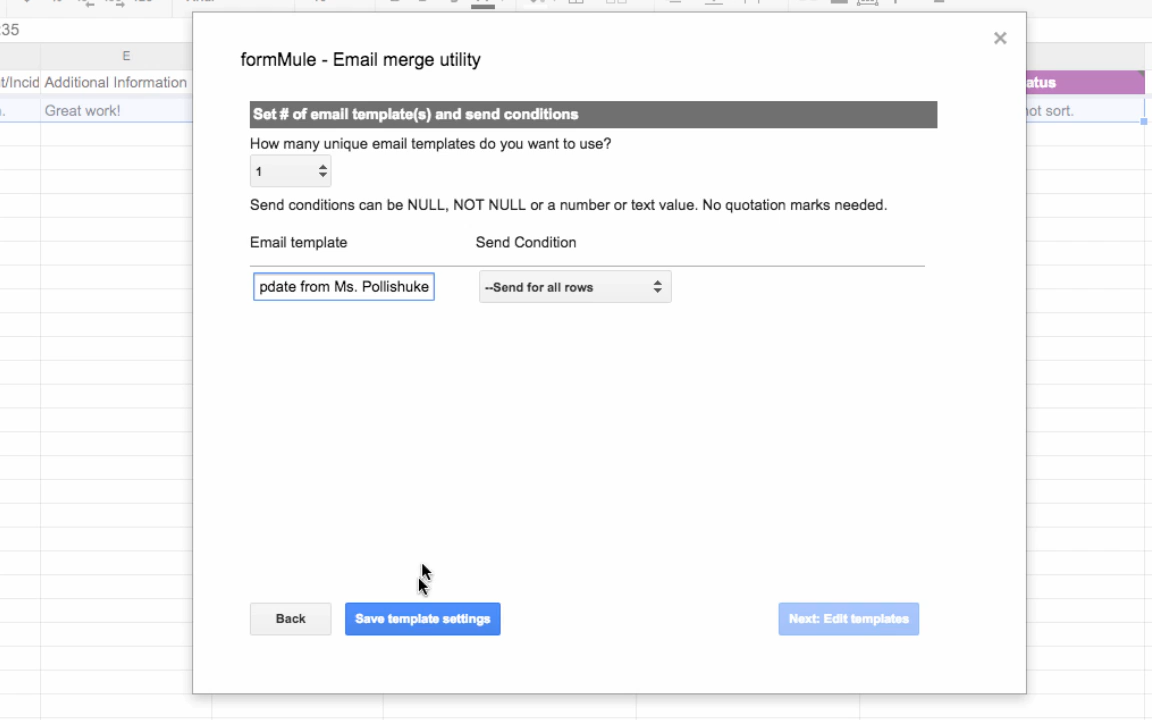 :35
E
t/Incid Additional Information
atus
Great work!
not sort.
formMule - Email merge utility
Set # of email template(s) and send conditions
How many unique email templates do you want to use?
1
Send conditions can be NULL, NOT NULL or a number or text value. No quotation marks needed.
Email template Send Condition
pdate from Ms. Pollishuke --Send for all rows
Back Save template settings Next: Edit templates